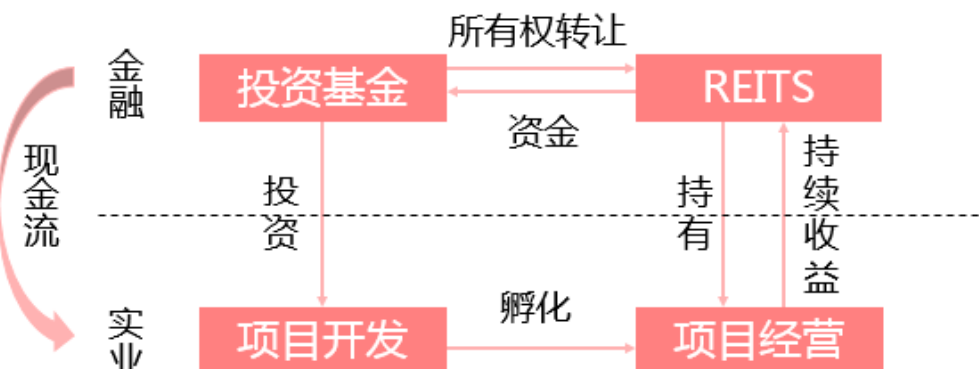 所有权转让
金融
投资基金
REITS
资金
现金流
投资
持有
持续收益
孵化
实业
项目开发
项目经营